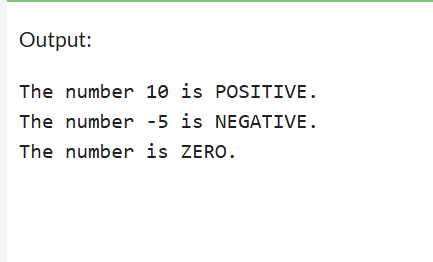 Output:
The number 10 is POSITIVE.
The number -5 is NEGATIVE.
The number is ZERO.